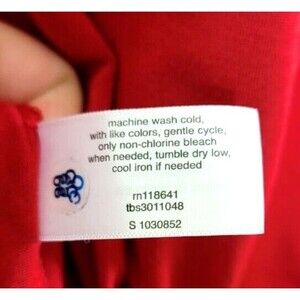 machine wash cold,
with like colors, gentle cycle,
only non-chlorine bleach
when needed, tumble dry low,
cool iron if needed
rn118641
tbs3011048
S 1030852